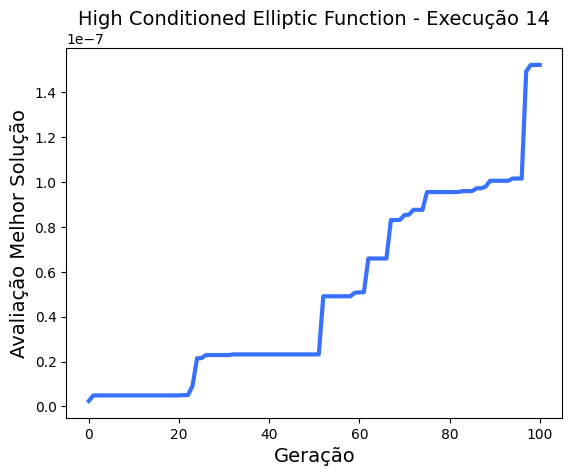 High Conditioned Elliptic Function - Execução 14
1e−7
1.4
1.2
1.0
0.8
0.6
0.4
0.2
0.0
Avaliação Melhor Solução
0 20 40 60 80 100
Geração